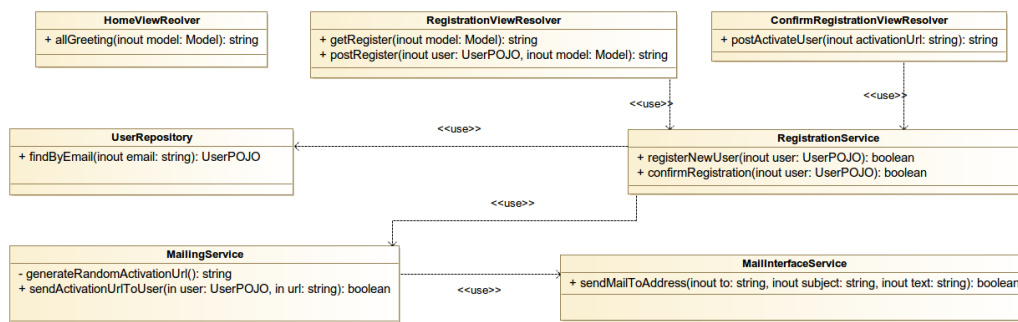 HomeViewReolver
+ allGreeting(inout model: Model): string
RegistrationViewResolver
+ getRegister(inout model: Model): string
+ postRegister(inout user: UserPOJO, inout model: Model): string
ConfirmRegistrationViewResolver
+ postActivateUser(inout activationUrl: string): string
<<use>>
<<use>>
<<use>>
UserRepository
+ findByEmail(inout email: string): UserPOJO
RegistrationService
+ registerNewUser(inout user: UserPOJO): boolean
+ confirmRegistration(inout user: UserPOJO): boolean
<<use>>
MailingService
- generateRandomActivationUrl(): string
+ sendActivationUrlToUser(in user: UserPOJO, in url: string): boolean
<<use>>
MailInterfaceService
+ sendMailToAddress(inout to: string, inout subject: string, inout text: string): boolean